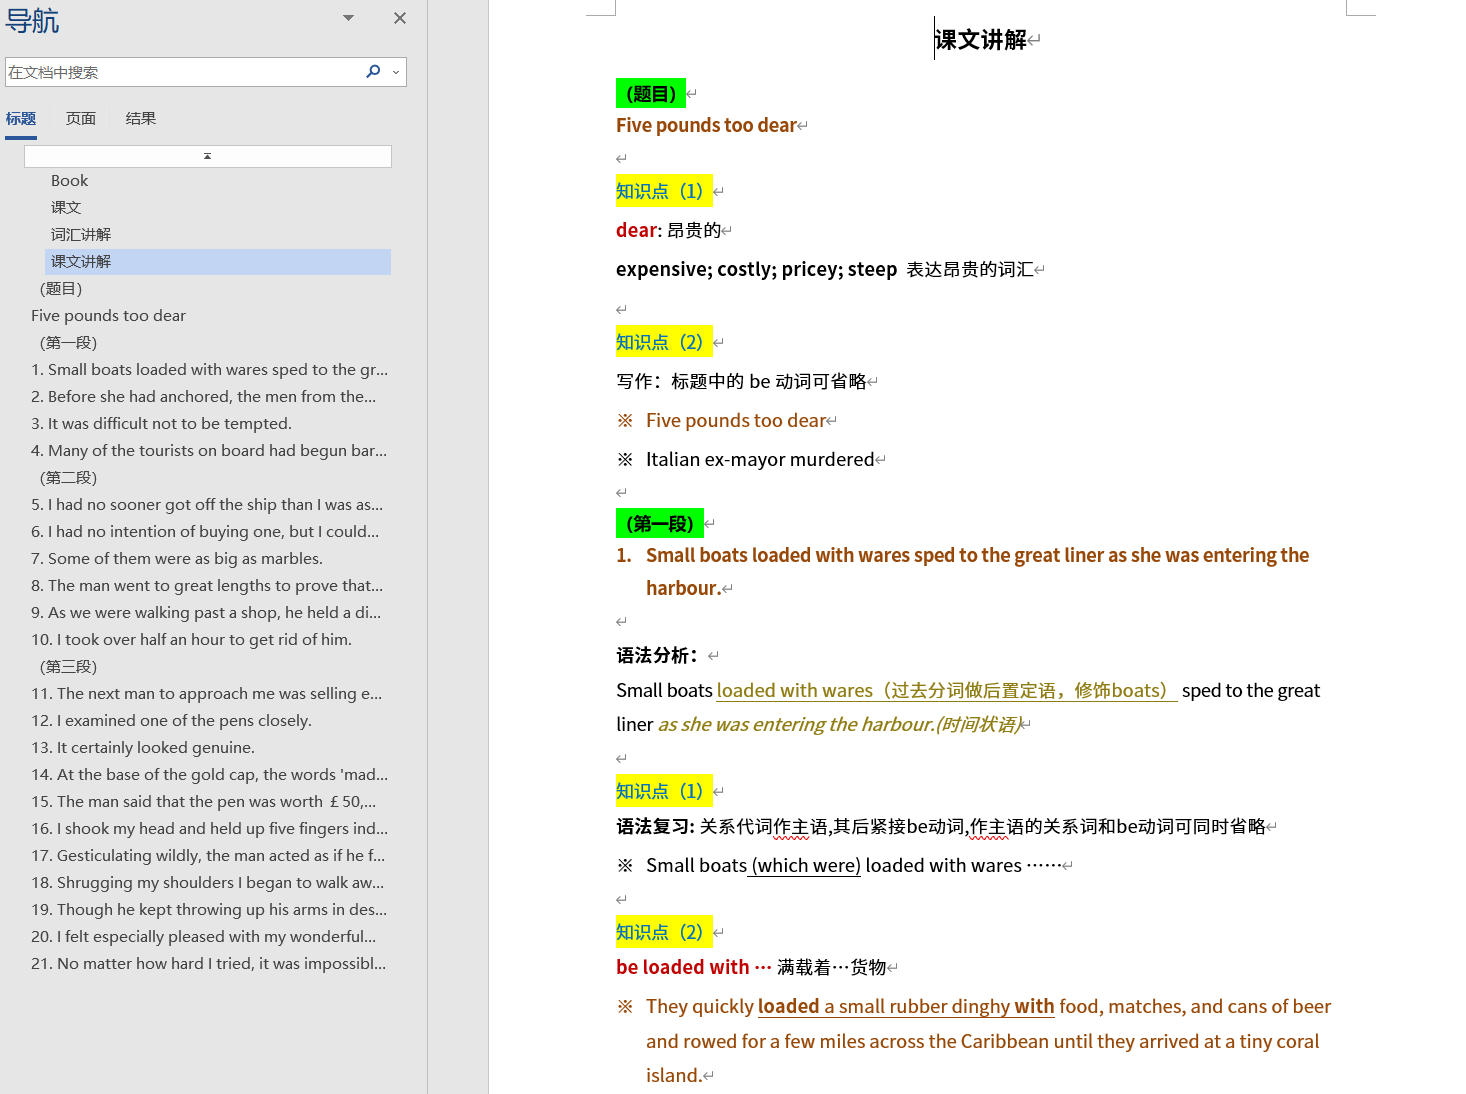 导航
在文档中搜索
标题 页面 结果
Book
课文
词汇讲解
课文讲解
(题目)
Five pounds too dear
(第一段)
1. Small boats loaded with wares sped to the gr...
2. Before she had anchored, the men from the...
3. It was difficult not to be tempted.
4. Many of the tourists on board had begun bar...
(第二段)
5. I had no sooner got off the ship than I was as...
6. I had no intention of buying one, but I could...
7. Some of them were as big as marbles.
8. The man went to great lengths to prove that...
9. As we were walking past a shop, he held a di...
10. I took over half an hour to get rid of him.
(第三段)
11. The next man to approach me was selling e...
12. I examined one of the pens closely.
13. It certainly looked genuine.
14. At the base of the gold cap, the words 'mad...
15. The man said that the pen was worth ￡50,...
16. I shook my head and held up five fingers ind...
17. Gesticulating wildly, the man acted as if he f...
18. Shrugging my shoulders I began to walk aw...
19. Though he kept throwing up his arms in des...
20. I felt especially pleased with my wonderful...
21. No matter how hard I tried, it was impossibl...
课文讲解
(题目)
Five pounds too dear
知识点（1）
dear: 昂贵的
expensive; costly; pricey; steep 表达昂贵的词汇
知识点（2）
写作：标题中的 be 动词可省略
※ Five pounds too dear
※ Italian ex-mayor murdered
(第一段)
1. Small boats loaded with wares sped to the great liner as she was entering the
harbour.
语法分析：
Small boats loaded with wares（过去分词做后置定语，修饰boats） sped to the great
liner as she was entering the harbour.(时间状语)
知识点（1）
语法复习: 关系代词作主语,其后紧接be动词,作主语的关系词和be动词可同时省略
※ Small boats (which were) loaded with wares ……
知识点（2）
be loaded with … 满载着…货物
※ They quickly loaded a small rubber dinghy with food, matches, and cans of beer
and rowed for a few miles across the Caribbean until they arrived at a tiny coral
island.